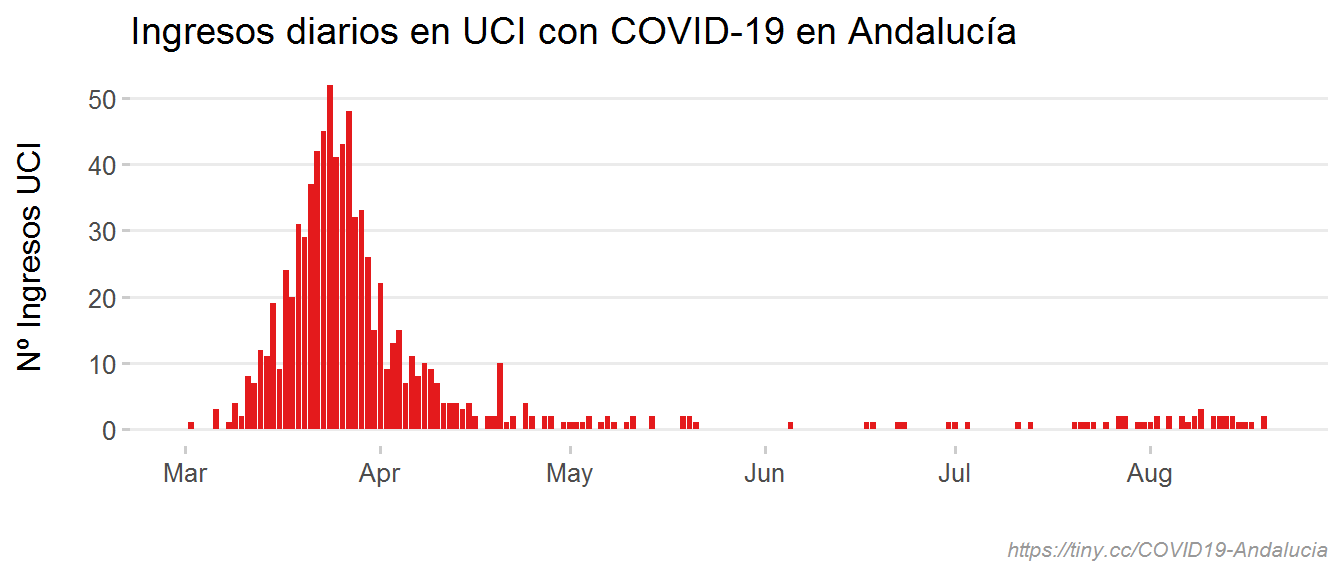 Ingresos diarios en UCI con COVID-19 en Andalucía
Nº Ingresos UCI
50
40
30
20
10
0
Mar Apr May Jun Jul Aug
https://tiny.cc/COVID19-Andalucia